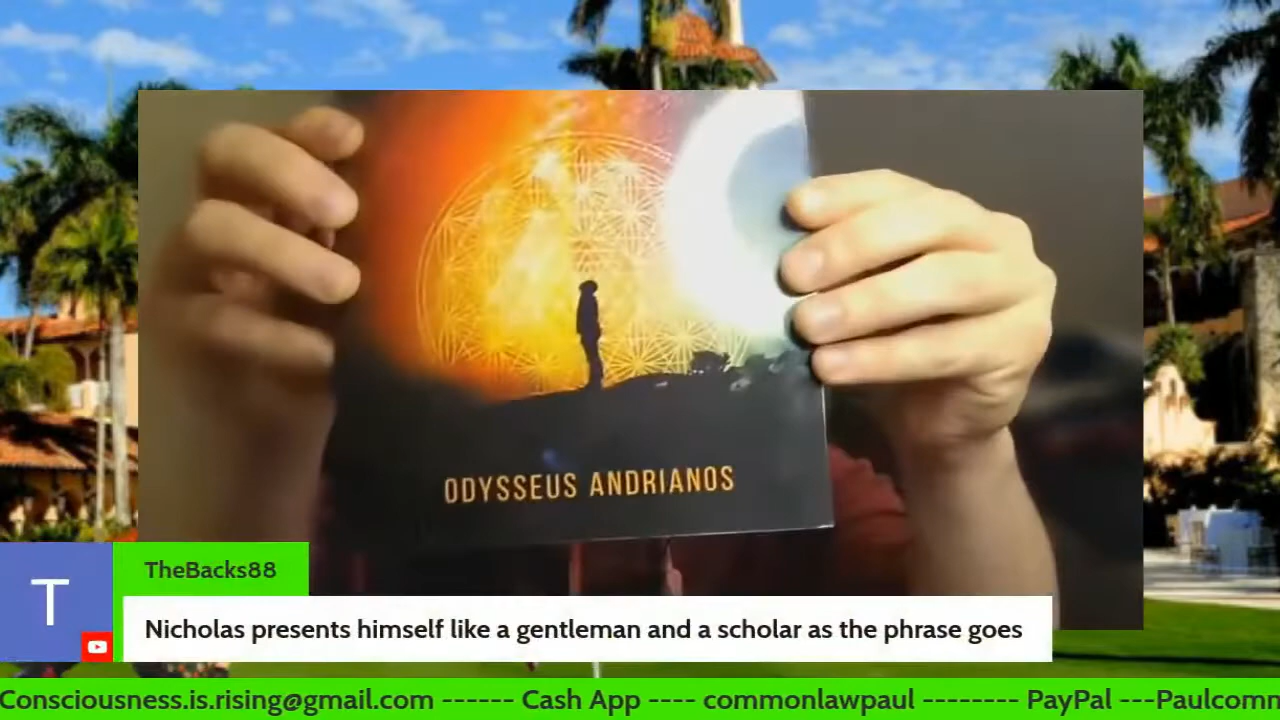 ODYSSEUS ANDRIANOS
T
TheBacks88
Nicholas presents himself like a gentleman and a scholar as the phrase goes
Consciousness.is.rising@gmail.com ------ Cash App ---- commonlawpaul -------- PayPal ---Paulcomm